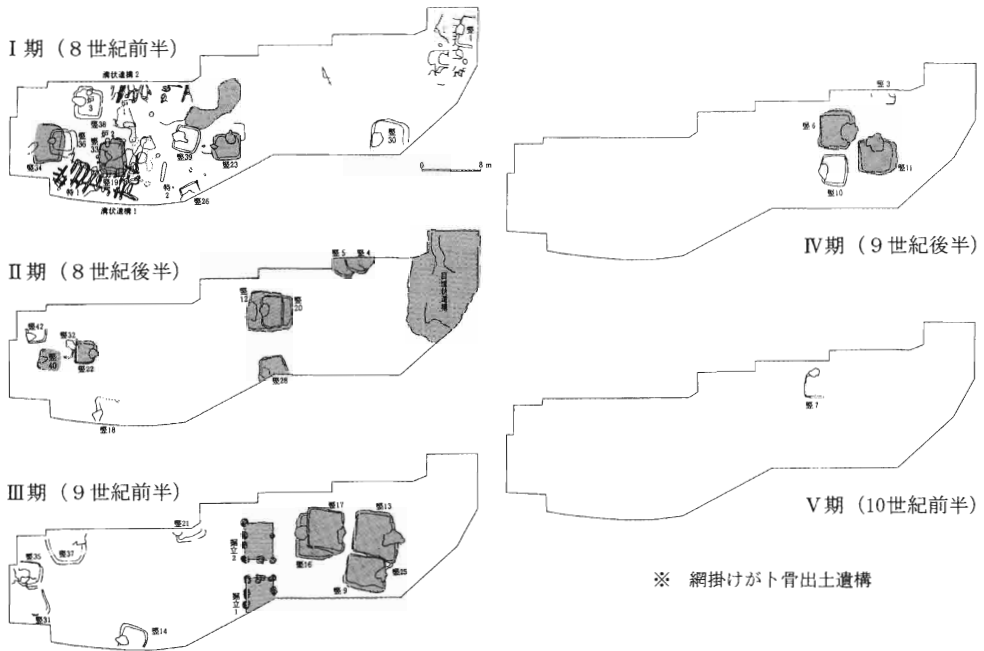 Ⅰ期（8世紀前半）
溝状遺構2
竪1
炉3
竪38
竪36
竪34
炉2
竪33
竪19
竪39
竪23
竪30
特1
特2
竪26
溝状遺構1
0 8m
Ⅱ期（8世紀後半）
竪5
竪4
竪12
竪20
竪42
竪32
竪40
竪22
竪28
竪18
Ⅲ期（9世紀前半）
竪21
竪17
竪13
竪35
竪37
掘立2
竪16
竪25
竪9
掘立1
竪31
竪14
竪3
竪6
竪11
竪10
Ⅳ期（9世紀後半）
竪7
Ⅴ期（10世紀前半）
※ 網掛けが卜骨出土遺構